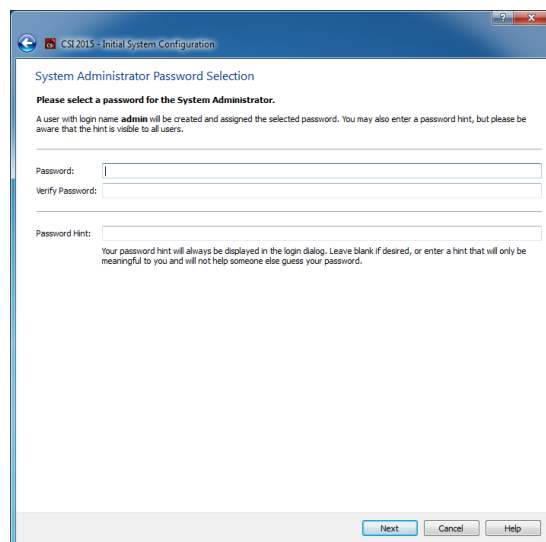 ? X
CSI CSI 2015 - Initial System Configuration
System Administrator Password Selection
Please select a password for the System Administrator.
A user with login name admin will be created and assigned the selected password. You may also enter a password hint, but please be
aware that the hint is visible to all users.
Password:
Verify Password:
Password Hint:
Your password hint will always be displayed in the login dialog. Leave blank if desired, or enter a hint that will only be
meaningful to you and will not help someone else guess your password.
Next Cancel Help